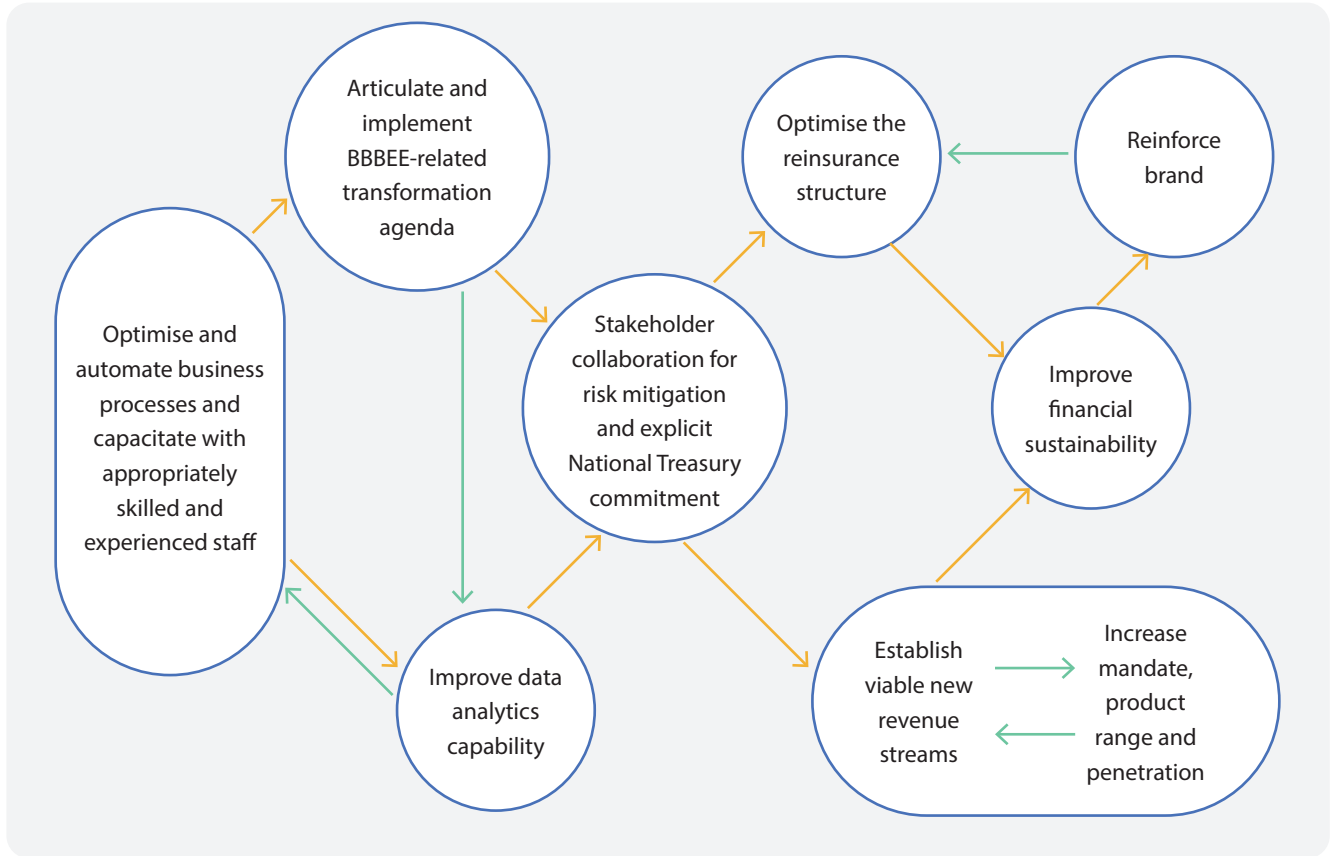 Articulate and
implement
BBBEE-related
transformation
agenda
Optimise the
reinsurance
structure
Reinforce
brand
Optimise and
automate business
processes and
capacitate with
appropriately
skilled and
experienced staff
Stakeholder
collaboration for
risk mitigation
and explicit
National Treasury
commitment
Improve
financial
sustainability
Improve data
analytics
capability
Establish
viable new
revenue
streams
Increase
mandate,
product
range and
penetration